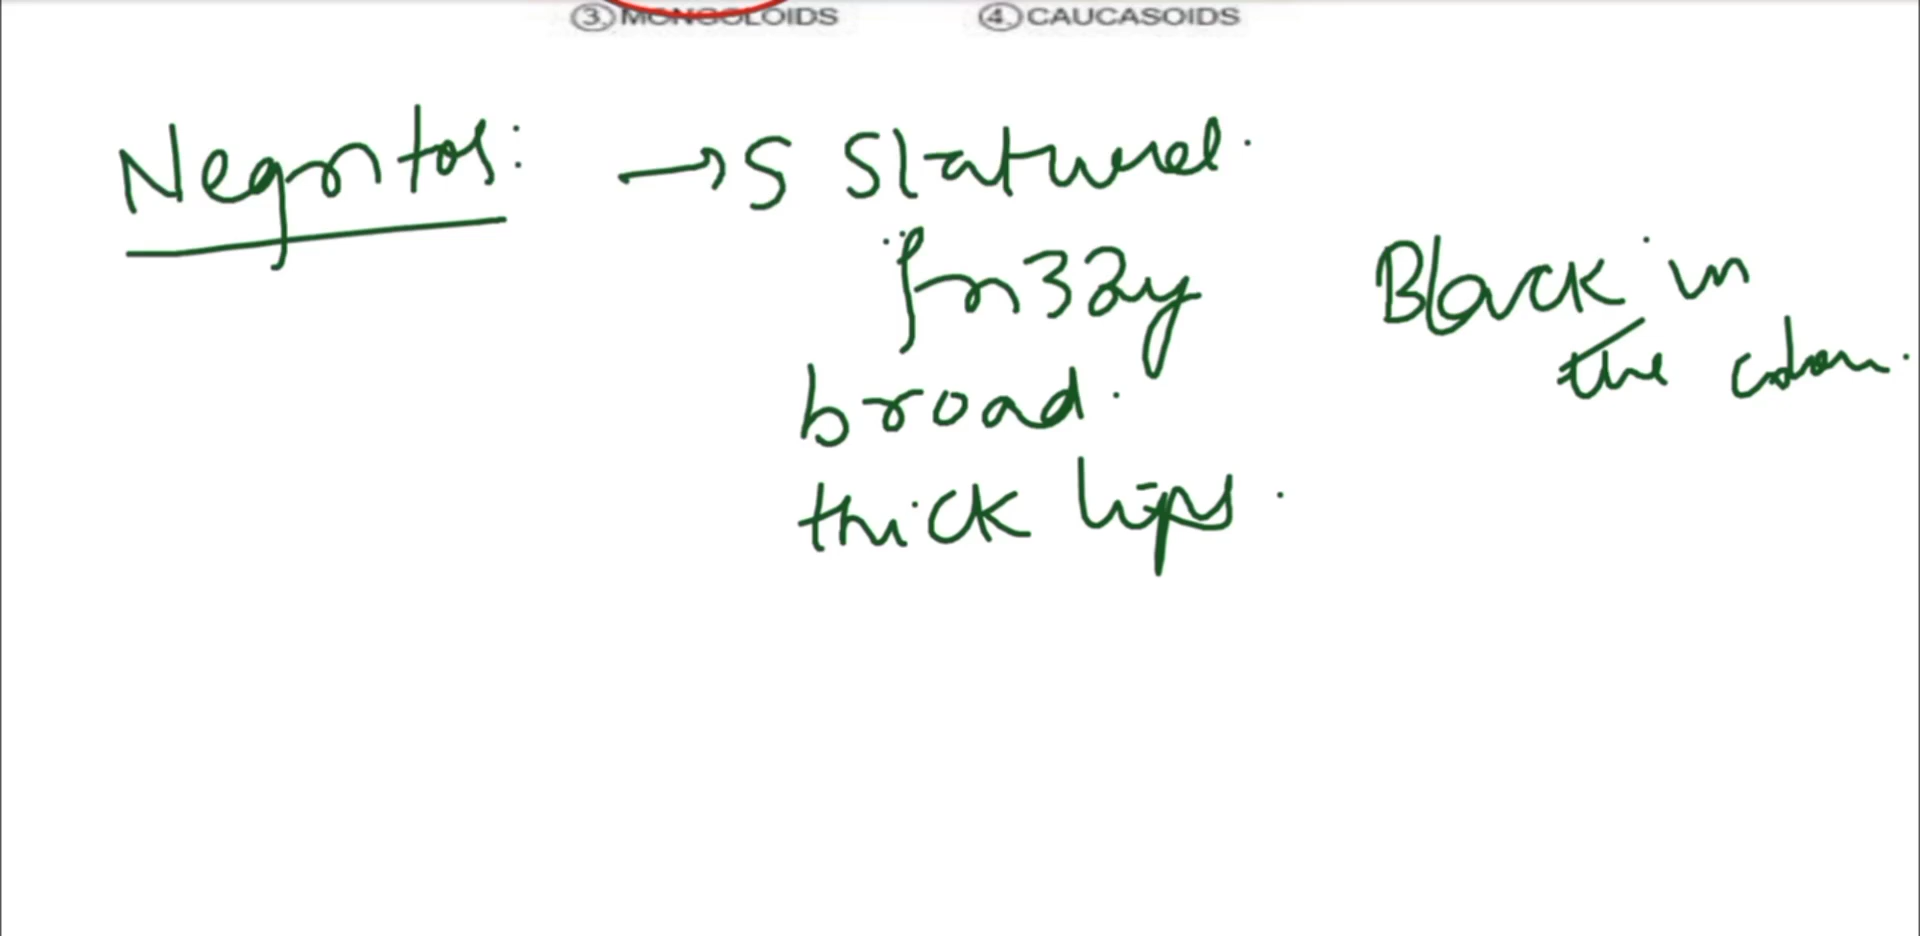 ③ MONGOLOIDS ④ CAUCASOIDS
Negritos: → S Statured.
frizzy
Black in
the colour.
broad.
thick lips.